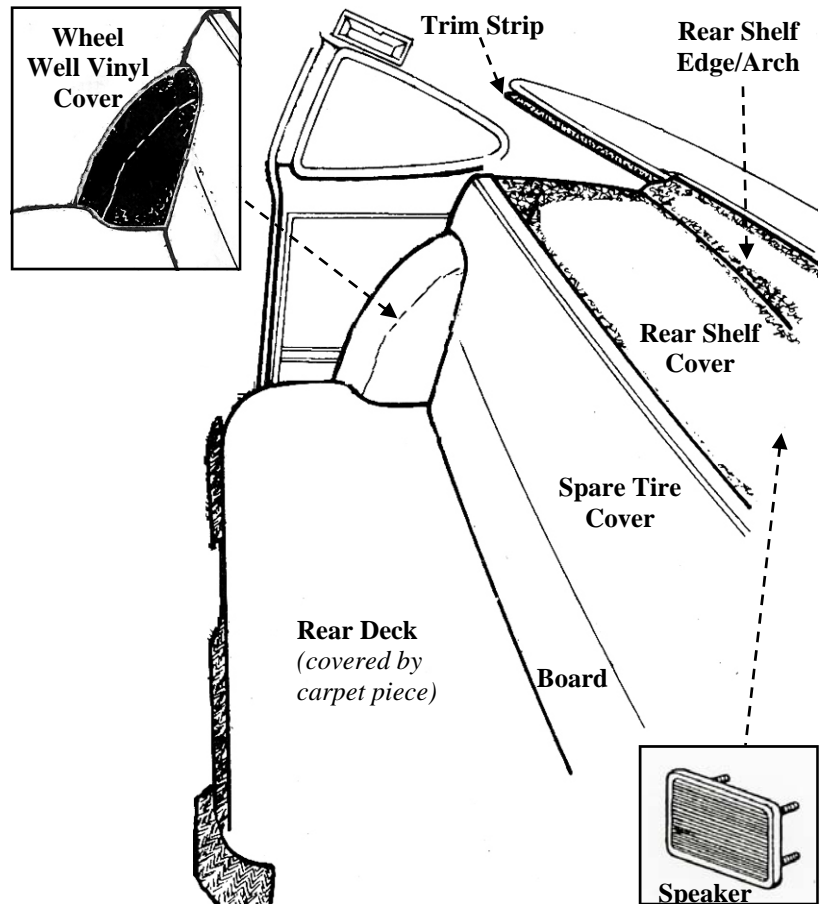 Wheel
Well Vinyl
Cover
Trim Strip
Rear Shelf
Edge/Arch
Rear Shelf
Cover
Spare Tire
Cover
Rear Deck
(covered by
carpet piece)
Board
Speaker